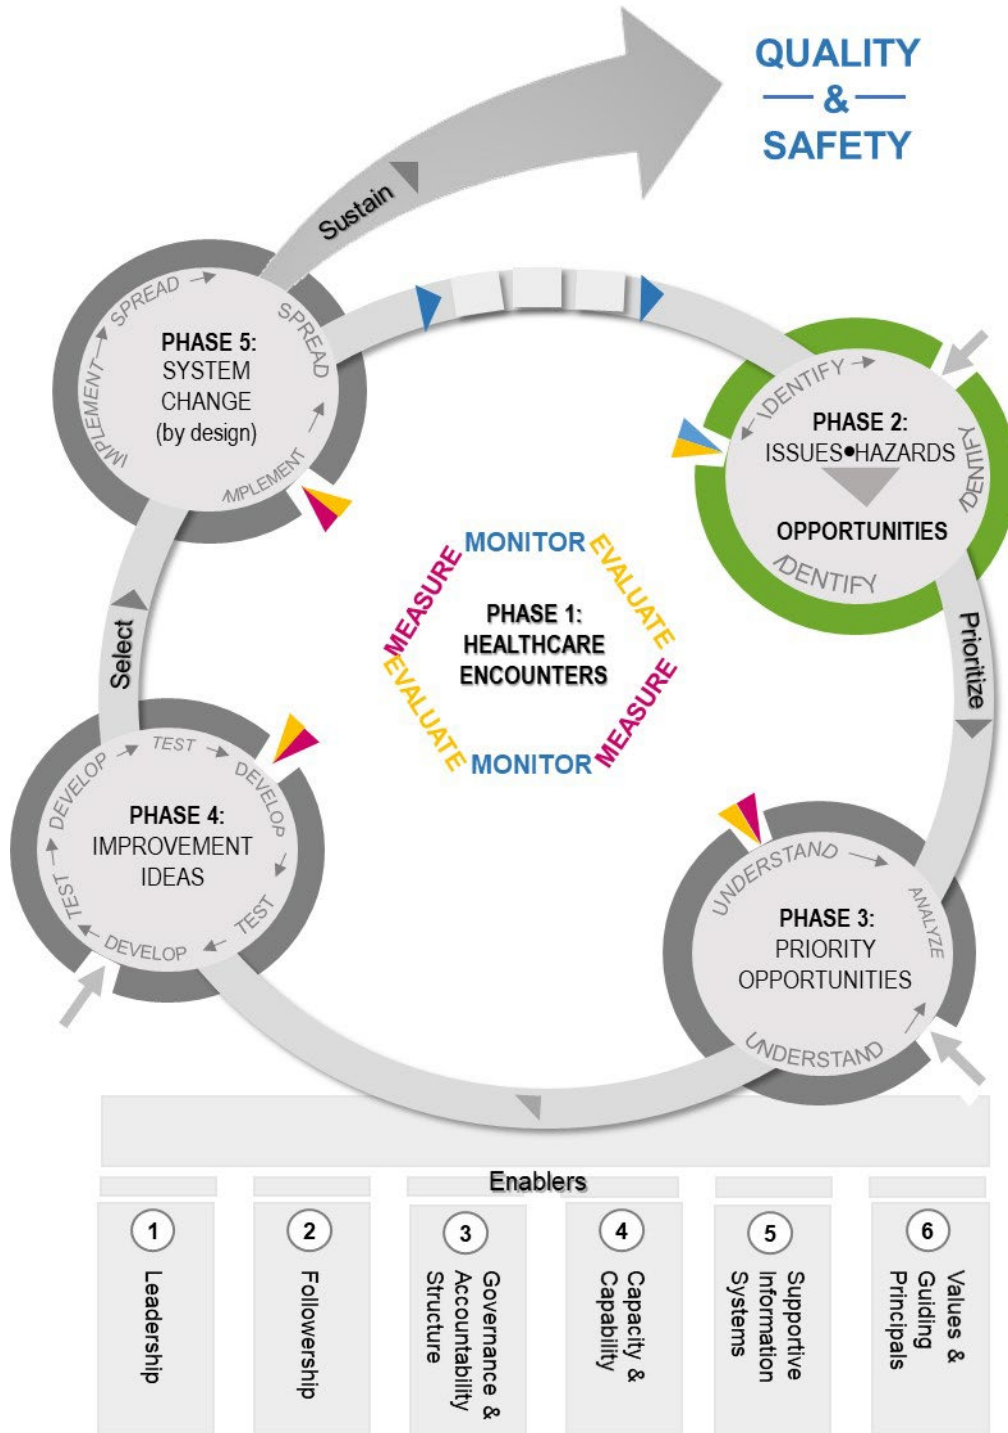 QUALITY
&
SAFETY
Sustain
SPREAD
SPREAD
IMPLEMENT
IMPLEMENT
PHASE 5:
SYSTEM
CHANGE
(by design)
IDENTIFY
IDENTIFY
IDENTIFY
PHASE 2:
ISSUES•HAZARDS
OPPORTUNITIES
MONITOR
EVALUATE
MEASURE
PHASE 1:
HEALTHCARE
ENCOUNTERS
EVALUATE
MEASURE
MONITOR
Prioritize
Select
TEST
DEVELOP
TEST
DEVELOP
TEST
DEVELOP
PHASE 4:
IMPROVEMENT
IDEAS
UNDERSTAND
ANALYZE
UNDERSTAND
PHASE 3:
PRIORITY
OPPORTUNITIES
Enablers
1
Leadership
2
Followership
3
Governance &
Accountability
Structure
4
Capacity &
Capability
5
Supportive
Information
Systems
6
Values &
Guiding
Principals